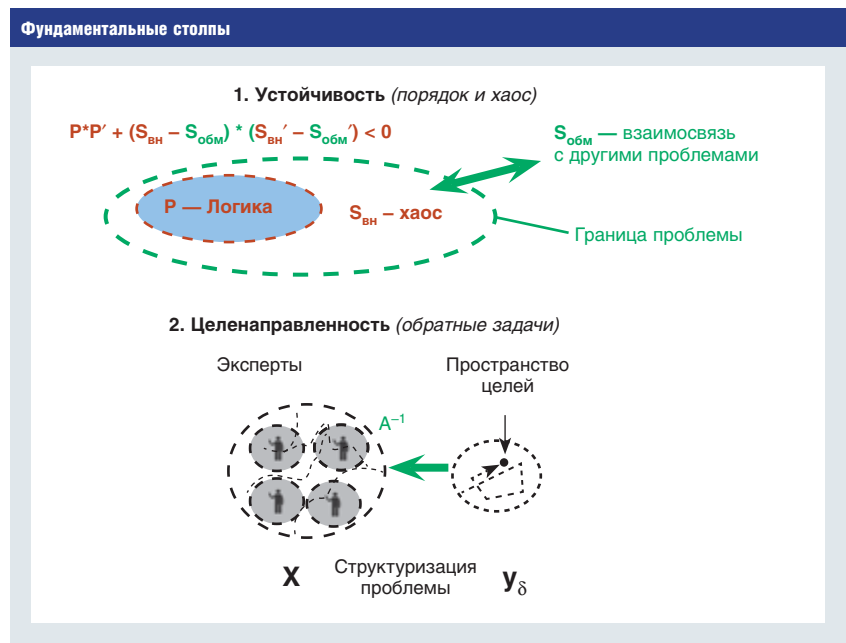 Фундаментальные столпы
1. Устойчивость (порядок и хаос)
P*P′ + (Sвн – Sобм) * (Sвн′ – Sобм′) < 0
Sобм — взаимосвязь
с другими проблемами
P — Логика
Sвн – хаос
Граница проблемы
2. Целенаправленность (обратные задачи)
Эксперты
Пространство
целей
A⁻¹
X
Структуризация
проблемы
yδ